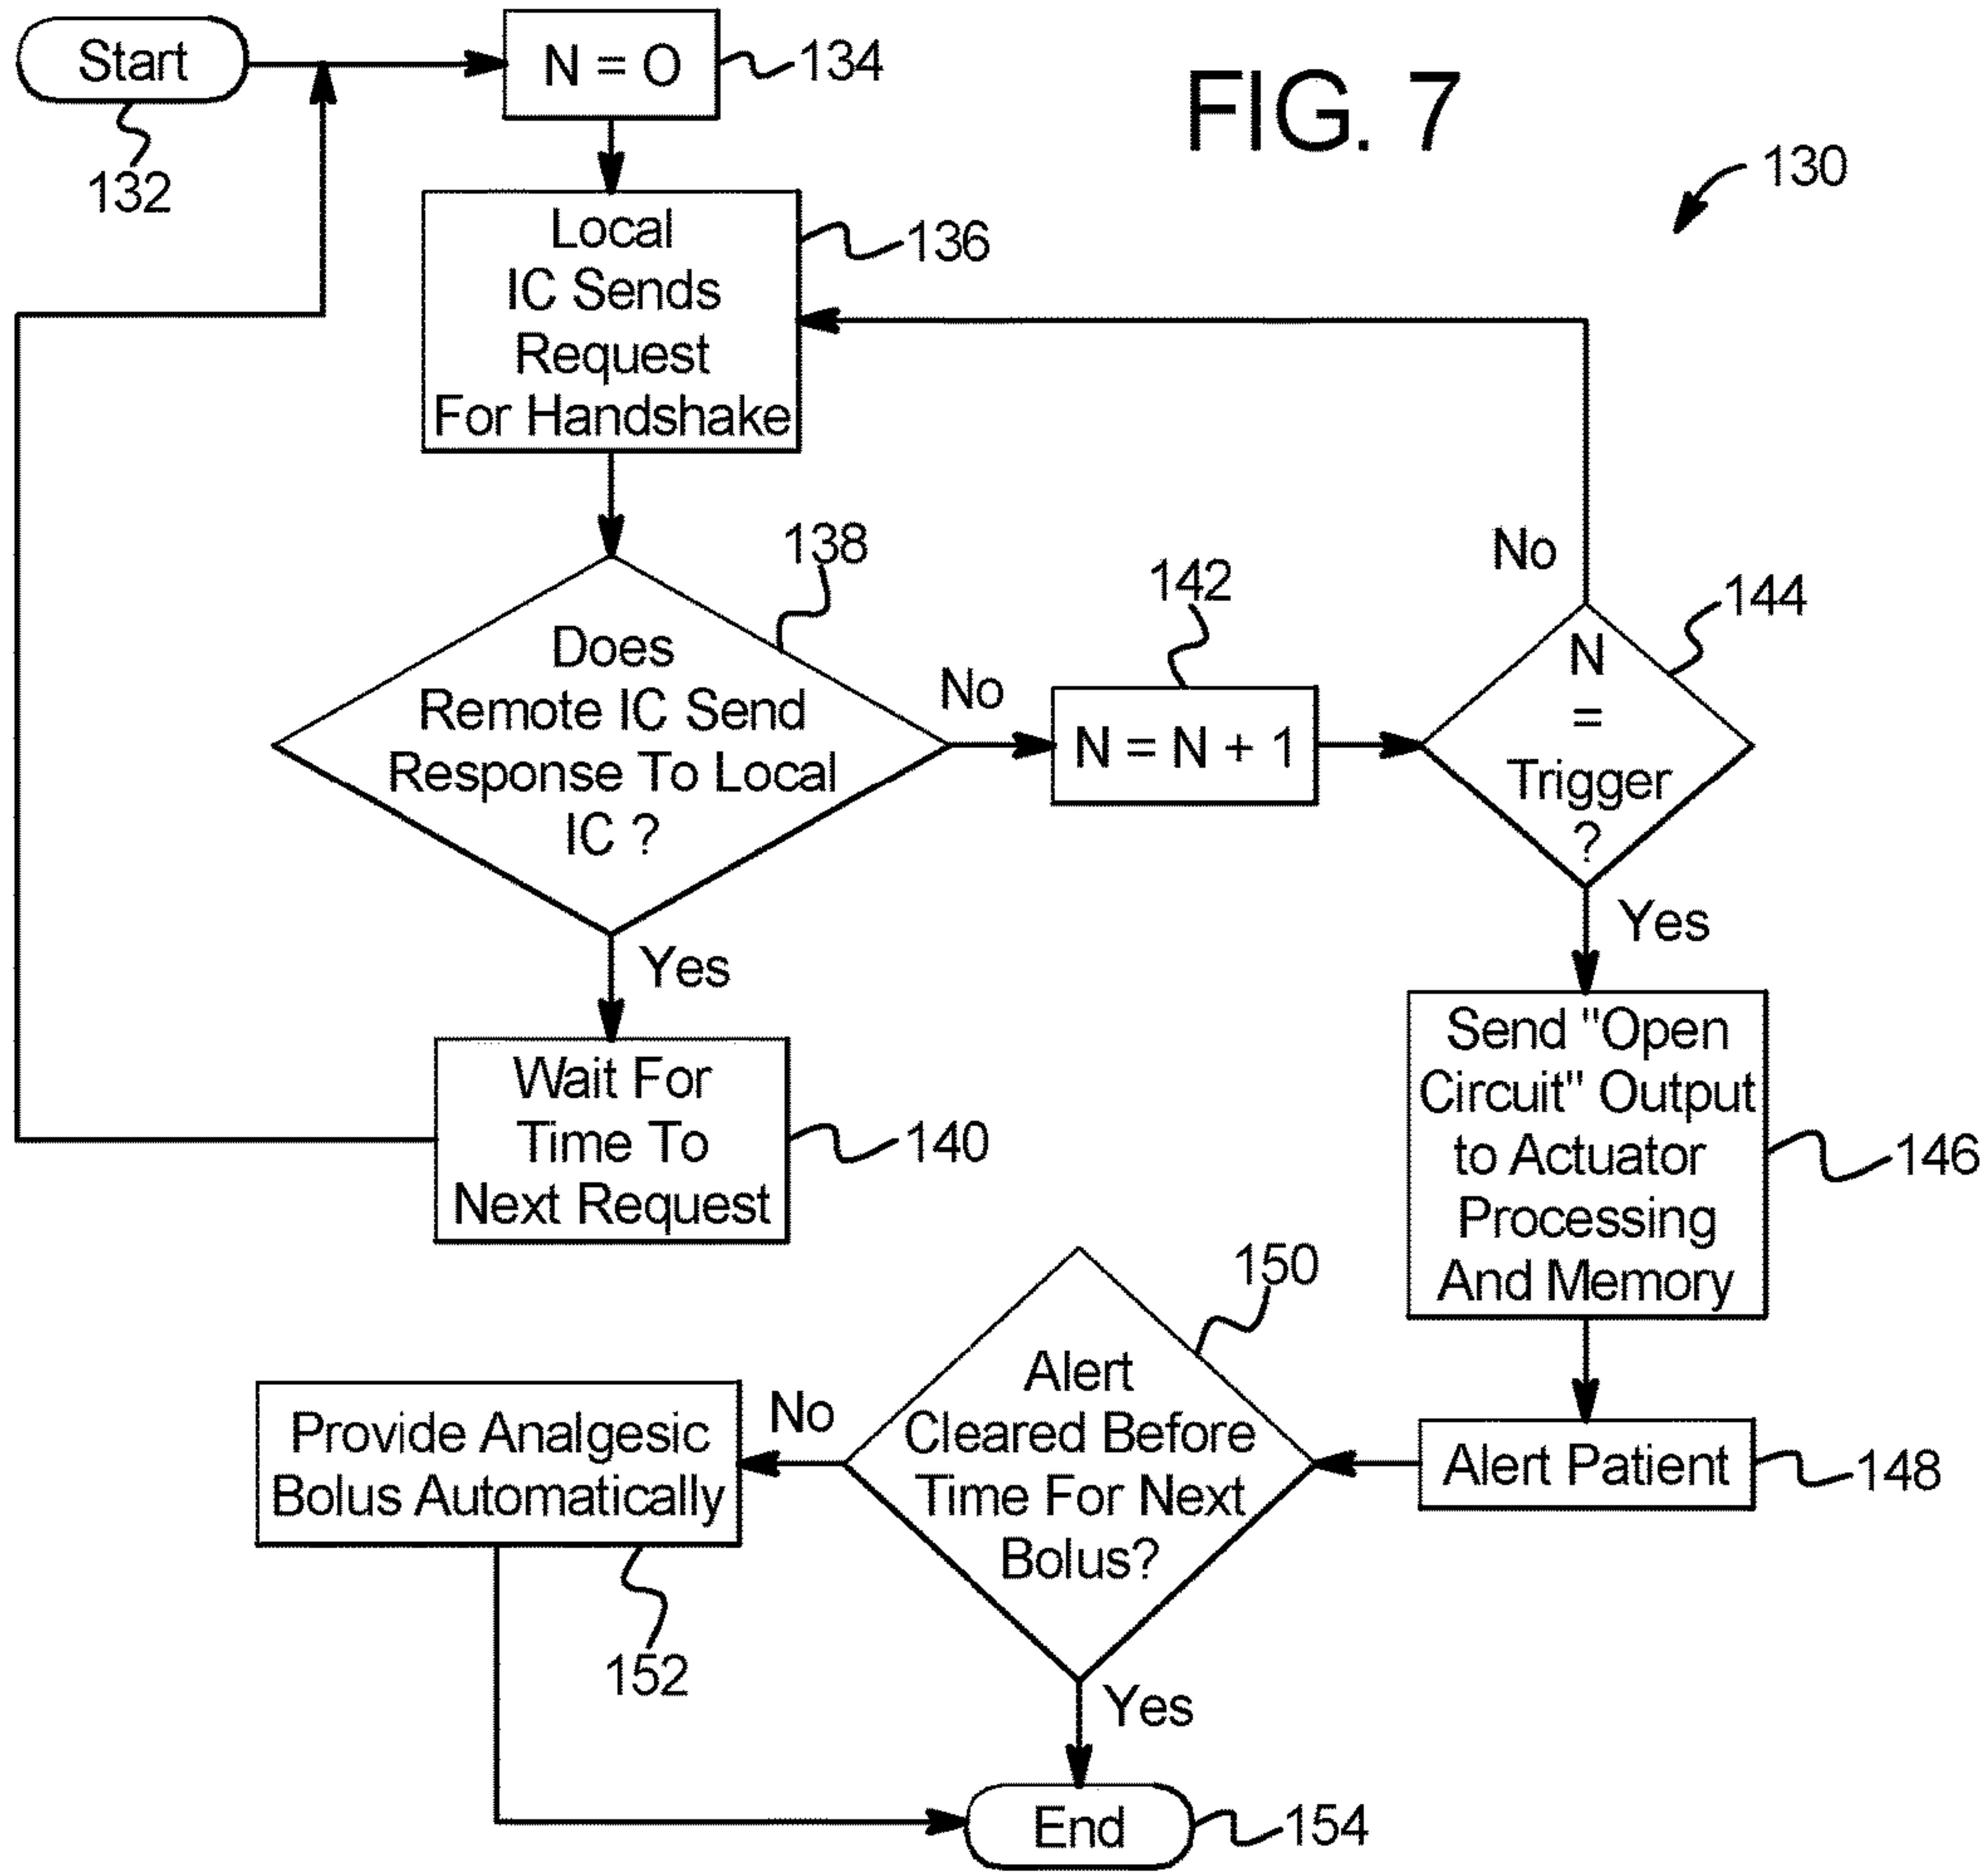 Start
132
N = O
134
FIG. 7
130
Local
IC Sends
Request
For Handshake
136
Does
Remote IC Send
Response To Local
IC ?
138
No
142
N = N + 1
No
144
N
=
Trigger
?
Yes
Yes
Wait For
Time To
Next Request
140
Send "Open
Circuit" Output
to Actuator
Processing
And Memory
146
Alert Patient
148
150
Alert
Cleared Before
Time For Next
Bolus?
No
Provide Analgesic
Bolus Automatically
152
Yes
End
154